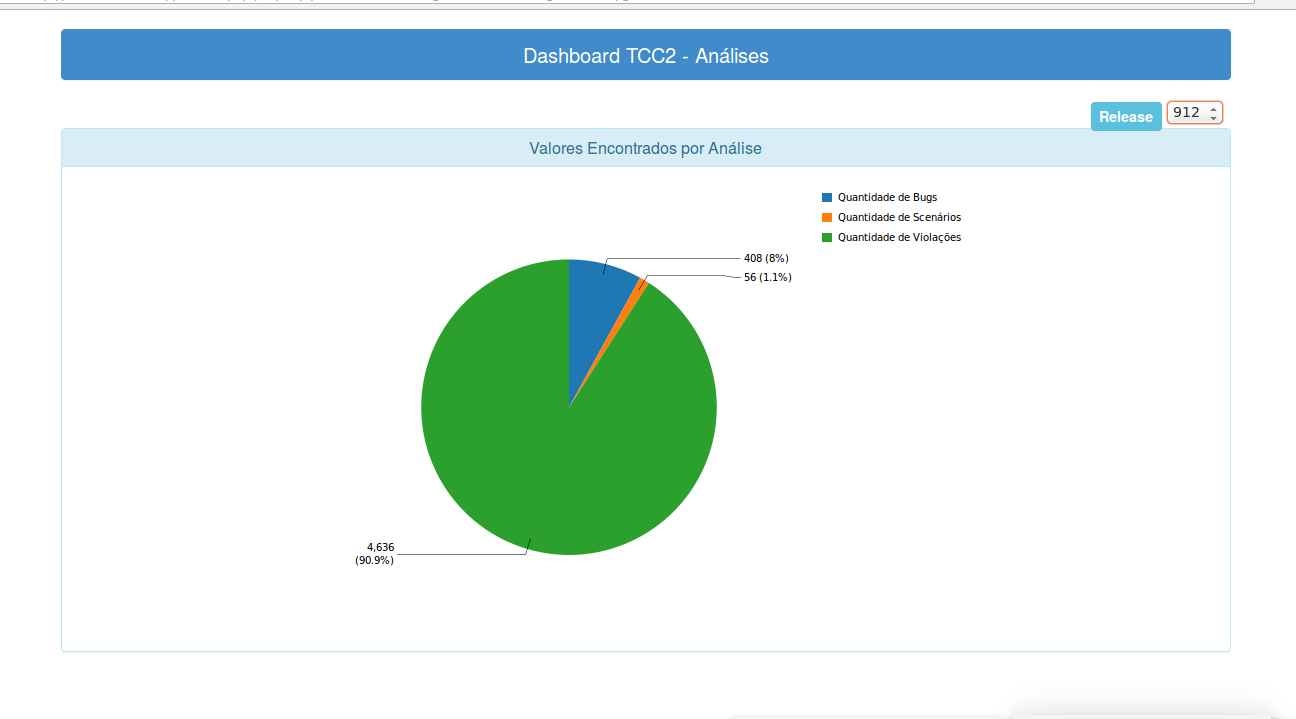 Dashboard TCC2 - Análises
Release 912
Valores Encontrados por Análise
Quantidade de Bugs
Quantidade de Scenários
Quantidade de Violações
408 (8%)
56 (1.1%)
4,636
(90.9%)